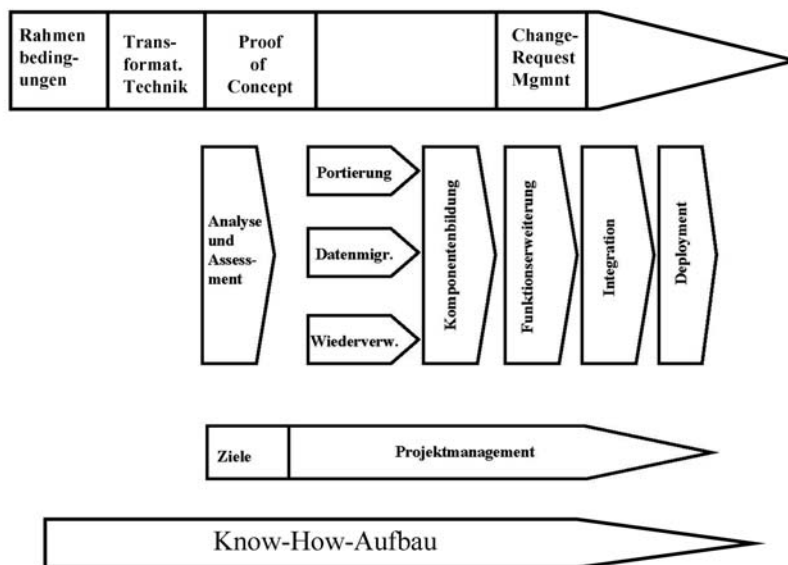 Rahmen
beding-
ungen
Trans-
format.
Technik
Proof
of
Concept
Change-
Request
Mgmnt
Analyse
und
Assess-
ment
Portierung
Datenmigr.
Wiederverw.
Komponentenbildung
Funktionserweiterung
Integration
Deployment
Ziele
Projektmanagement
Know-How-Aufbau